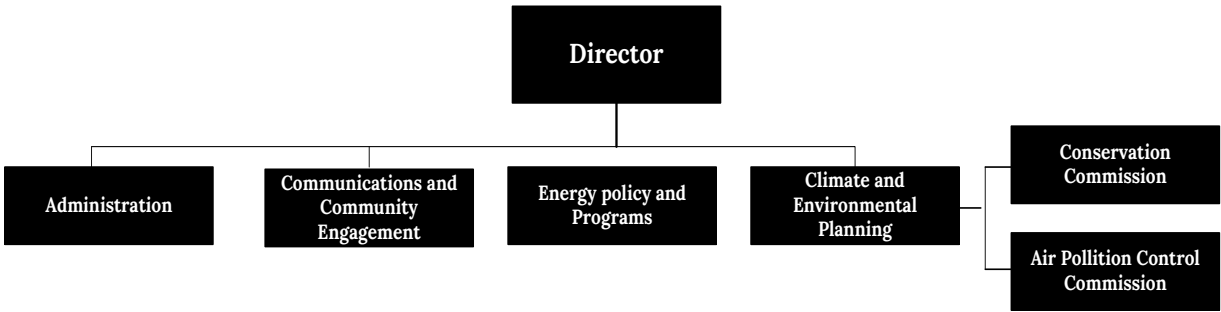 Director
Administration
Communications and
Community
Engagement
Energy policy and
Programs
Climate and
Environmental
Planning
Conservation
Commission
Air Pollition Control
Commission